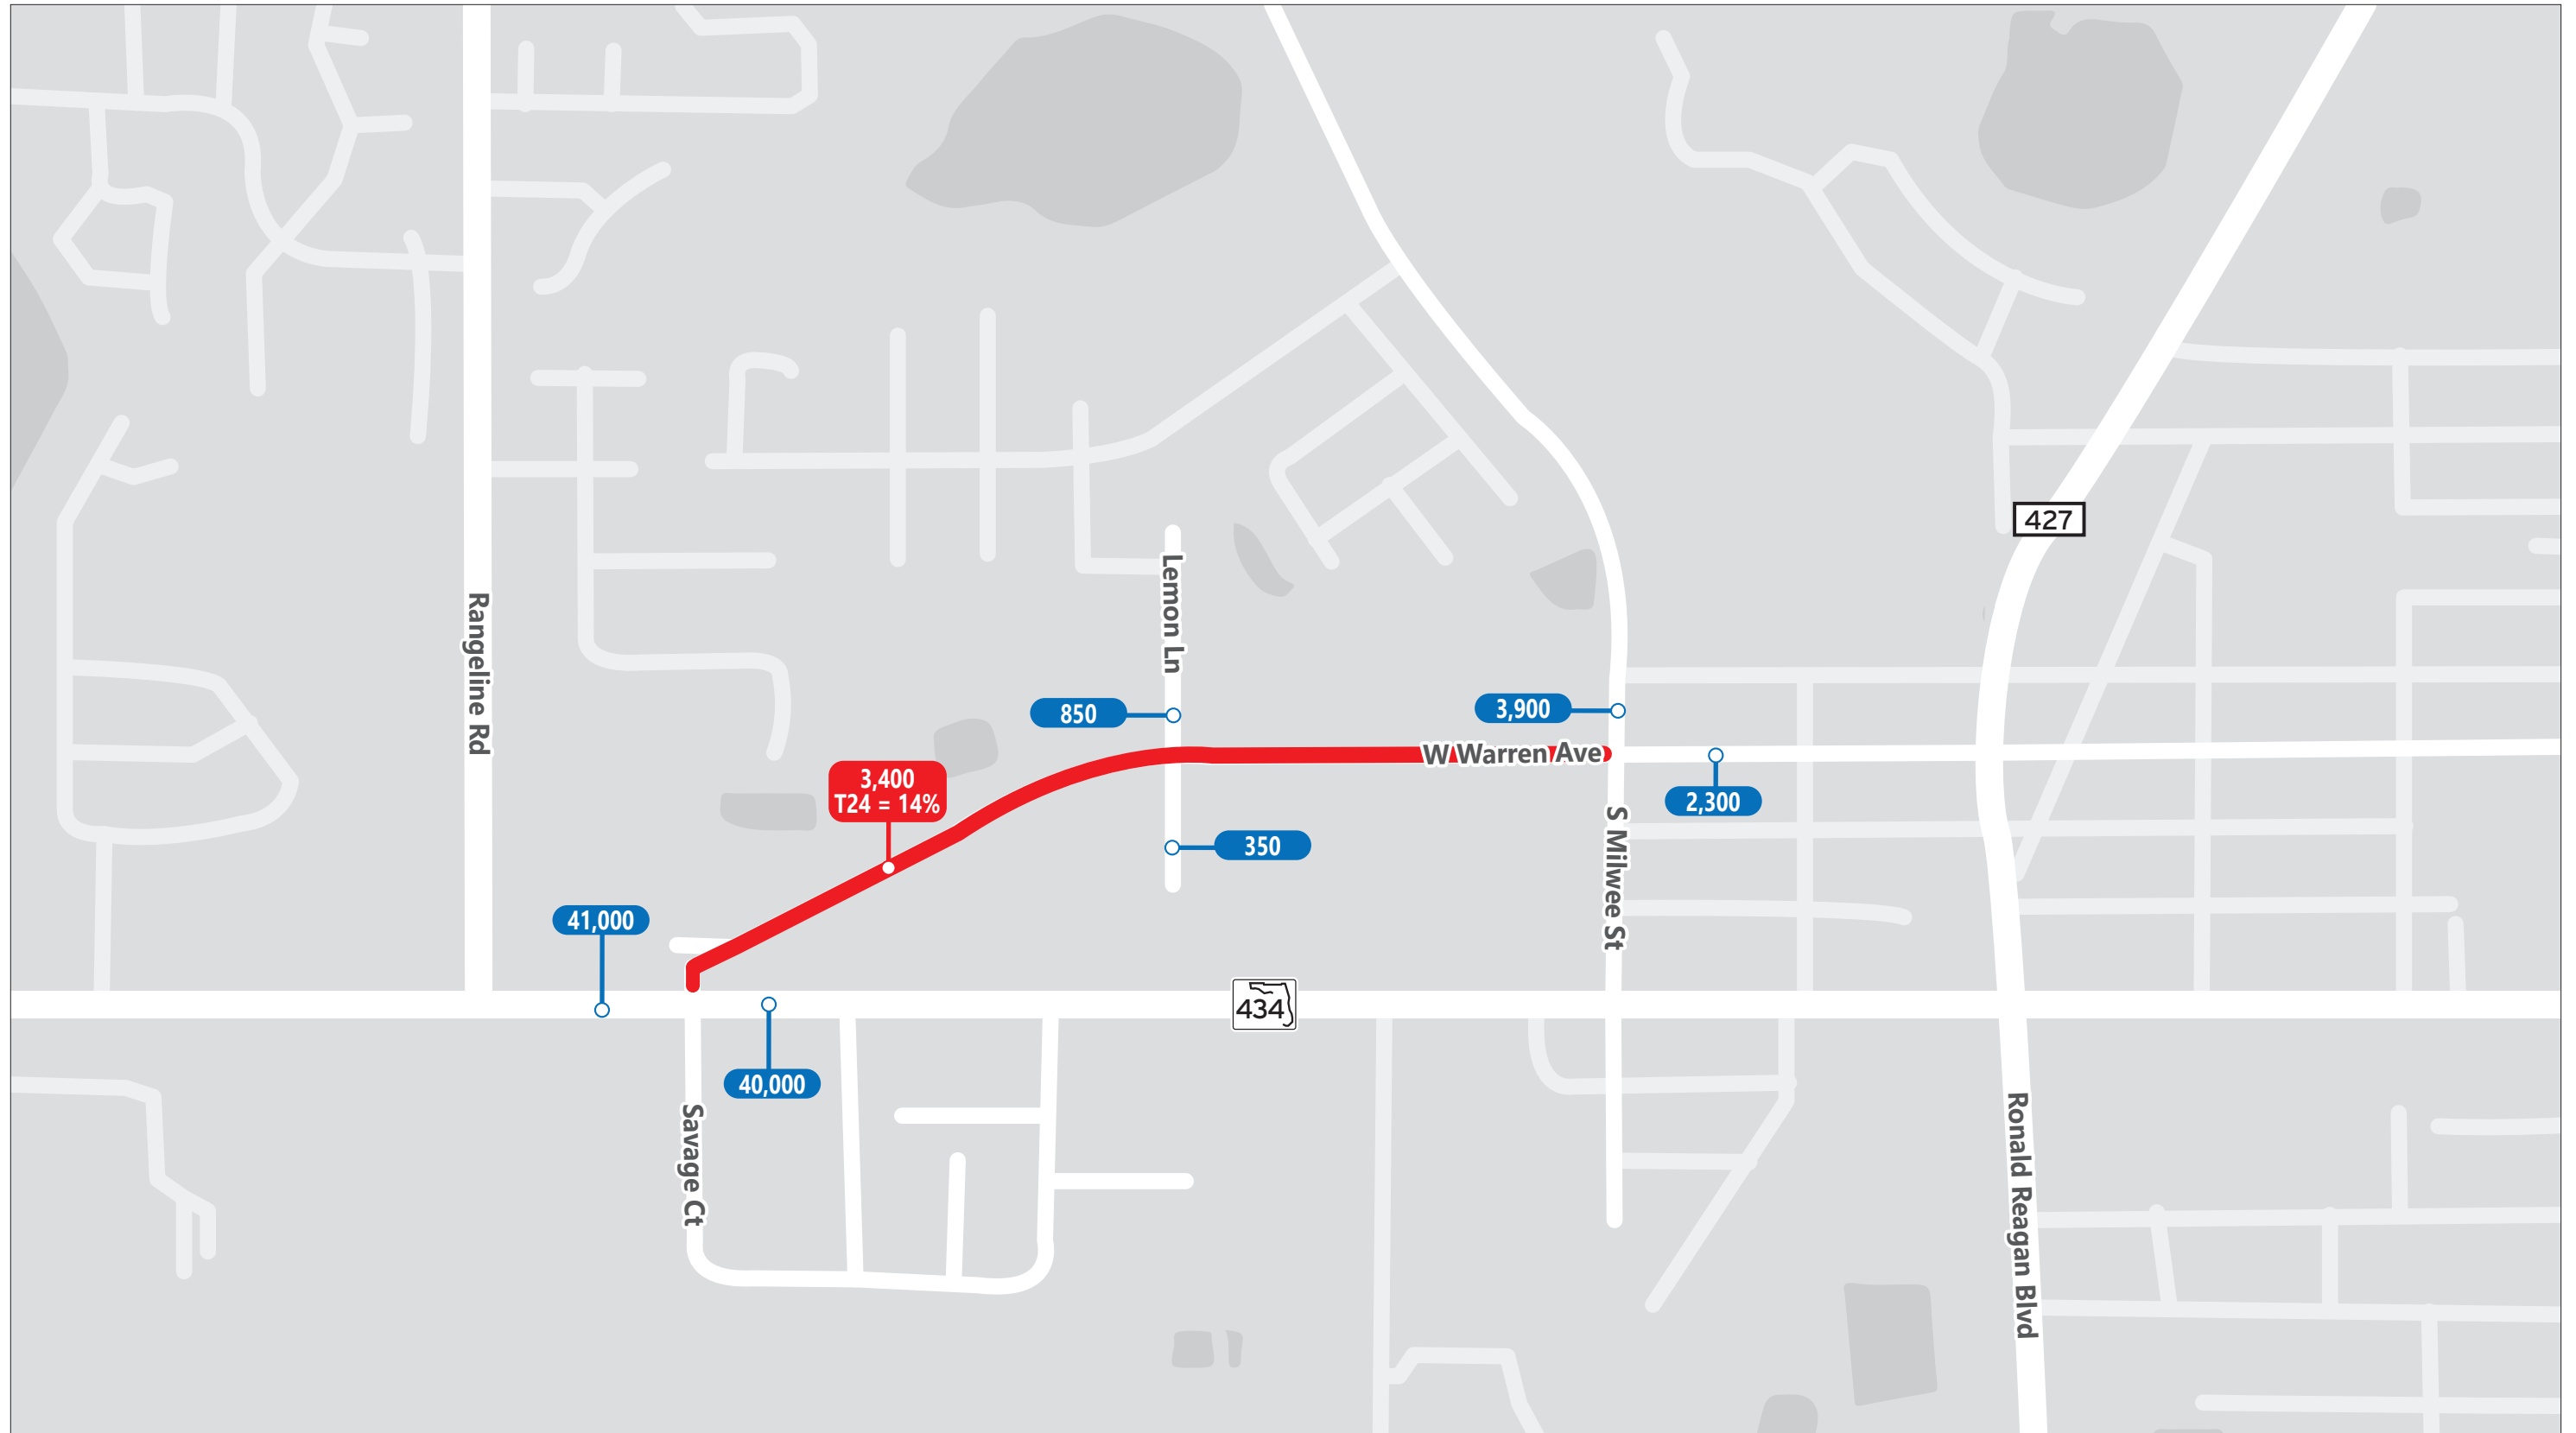 427
Lemon Ln
Rangeline Rd
850
3,900
W Warren Ave
3,400
T24 = 14%
2,300
350
S Milwee St
41,000
434
40,000
Savage Ct
Ronald Reagan Blvd